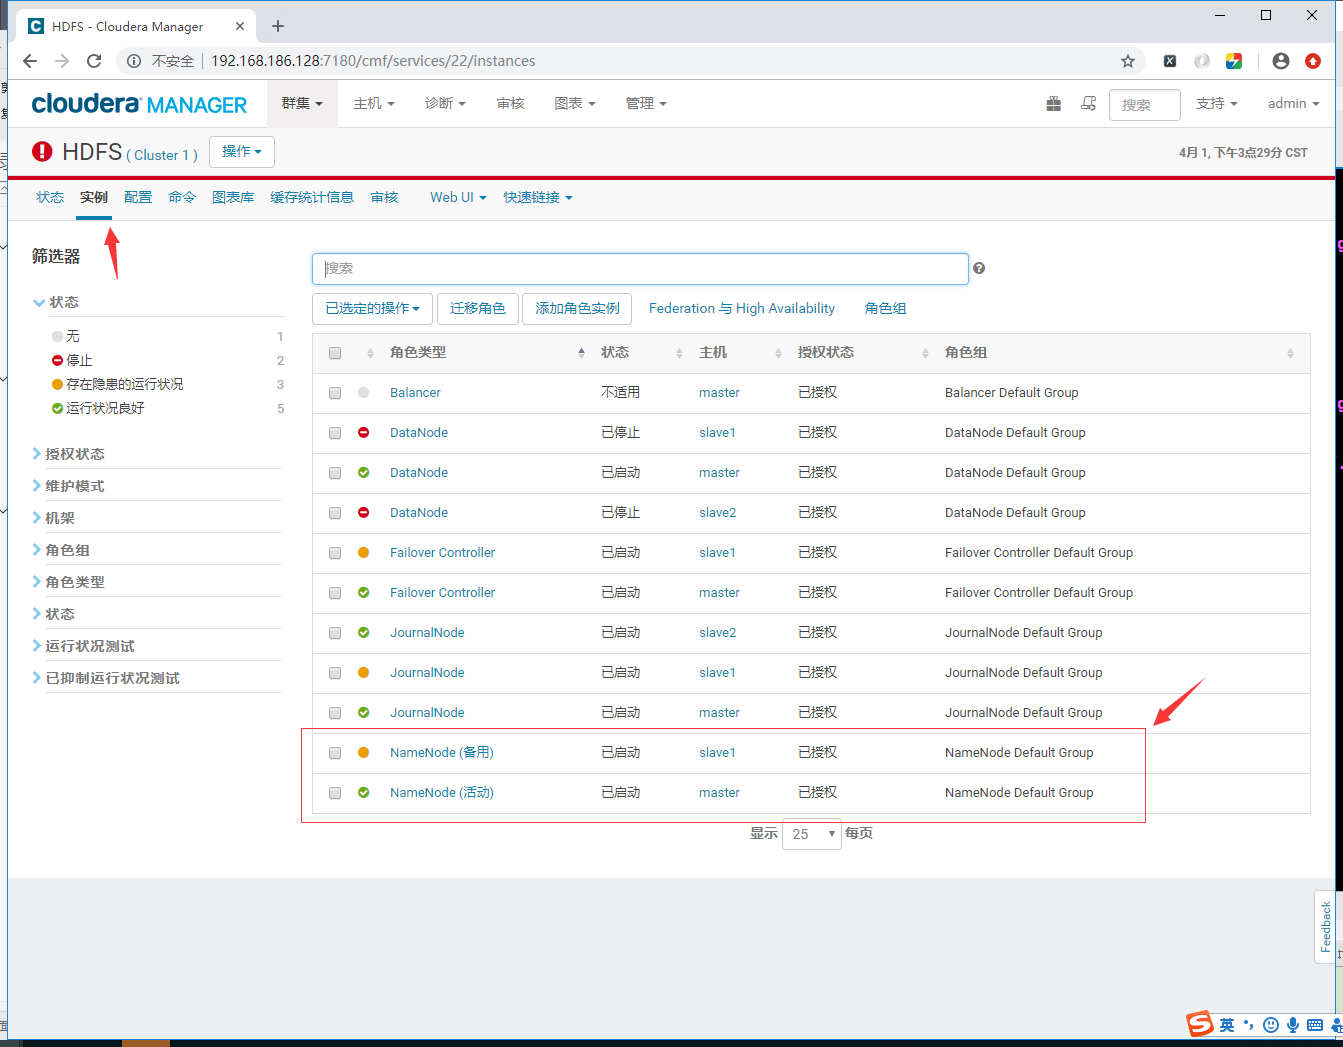 HDFS - Cloudera Manager
不安全 192.168.186.128:7180/cmf/services/22/instances
cloudera MANAGER 群集 主机 诊断 审核 图表 管理 搜索 支持 admin
HDFS ( Cluster 1 ) 操作 4月 1, 下午3点29分 CST
状态 实例 配置 命令 图表库 缓存统计信息 审核 Web UI 快速链接
筛选器
搜索
状态
无 1
停止 2
存在隐患的运行状况 3
运行状况良好 5
授权状态
维护模式
机架
角色组
角色类型
状态
运行状况测试
已抑制运行状况测试
已选定的操作 迁移角色 添加角色实例 Federation 与 High Availability 角色组
角色类型 状态 主机 授权状态 角色组
Balancer 不适用 master 已授权 Balancer Default Group
DataNode 已停止 slave1 已授权 DataNode Default Group
DataNode 已启动 master 已授权 DataNode Default Group
DataNode 已停止 slave2 已授权 DataNode Default Group
Failover Controller 已启动 slave1 已授权 Failover Controller Default Group
Failover Controller 已启动 master 已授权 Failover Controller Default Group
JournalNode 已启动 slave2 已授权 JournalNode Default Group
JournalNode 已启动 slave1 已授权 JournalNode Default Group
JournalNode 已启动 master 已授权 JournalNode Default Group
NameNode (备用) 已启动 slave1 已授权 NameNode Default Group
NameNode (活动) 已启动 master 已授权 NameNode Default Group
显示 25 每页
Feedback
英